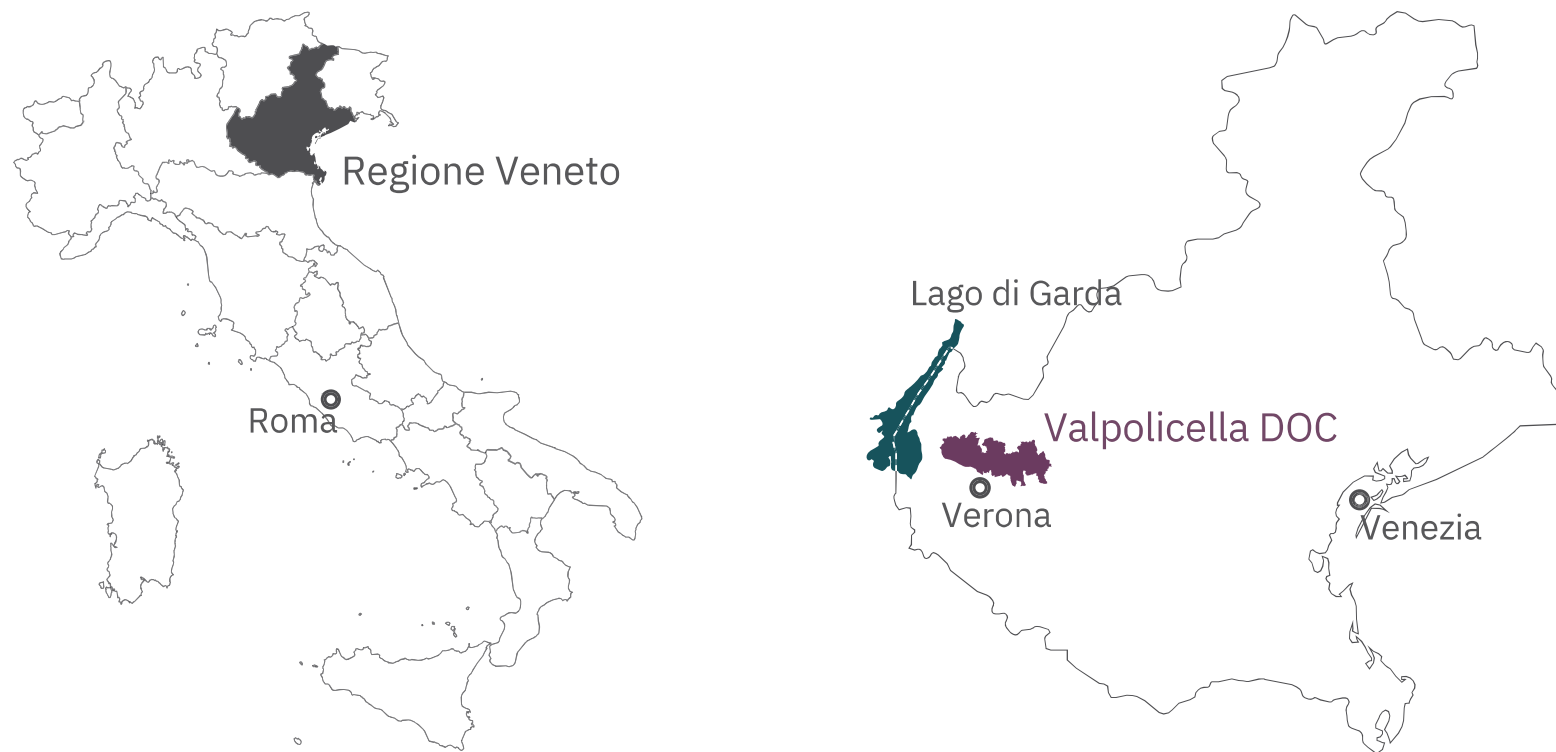 Regione Veneto
Roma
Lago di Garda
Valpolicella DOC
Verona
Venezia